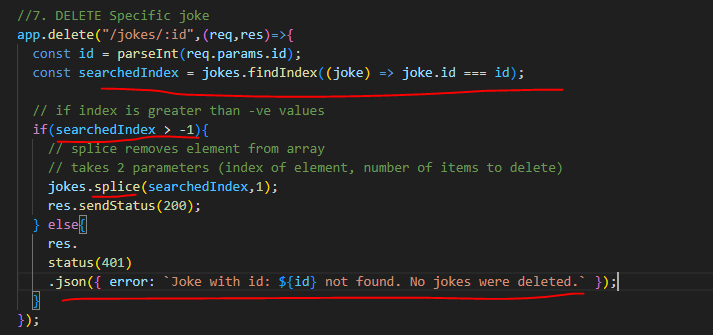 //7. DELETE Specific joke
app.delete("/jokes/:id",(req,res)=>{
  const id = parseInt(req.params.id);
  const searchedIndex = jokes.findIndex((joke) => joke.id === id);

  // if index is greater than -ve values
  if(searchedIndex > -1){
    // splice removes element from array
    // takes 2 parameters (index of element, number of items to delete)
    jokes.splice(searchedIndex,1);
    res.sendStatus(200);
  } else{
    res.
    status(401)
    .json({ error: `Joke with id: ${id} not found. No jokes were deleted.` });
  }
});